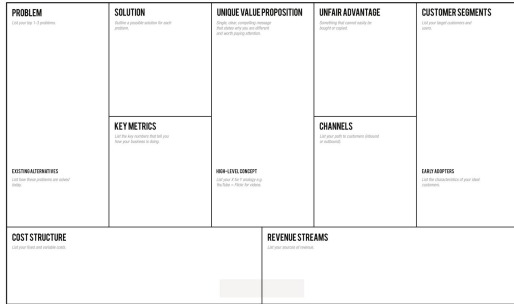 PROBLEM
List your top 1-3 problems.
EXISTING ALTERNATIVES
List how these problems are solved
today.
SOLUTION
Outline a possible solution for each
problem.
KEY METRICS
List the key numbers that tell you
how your business is doing.
UNIQUE VALUE PROPOSITION
Single, clear, compelling message
that states why you are different
and worth paying attention.
HIGH-LEVEL CONCEPT
List your X for Y analogy e.g.
YouTube = Flickr for videos.
UNFAIR ADVANTAGE
Something that cannot easily be
bought or copied.
CHANNELS
List your path to customers (inbound
or outbound).
CUSTOMER SEGMENTS
List your target customers and
users.
EARLY ADOPTERS
List the characteristics of your ideal
customers.
COST STRUCTURE
List your fixed and variable costs.
REVENUE STREAMS
List your sources of revenue.